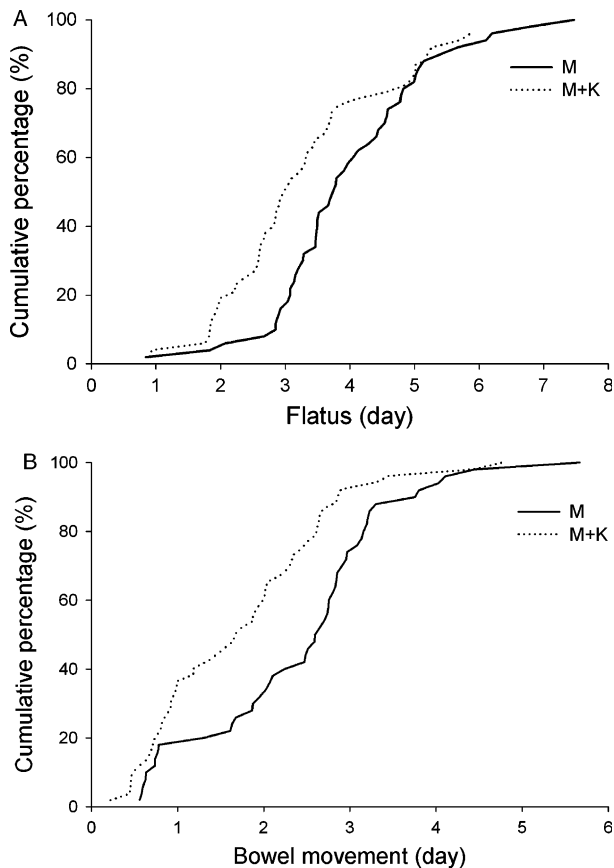 A
100
80
60
40
20
0
Cumulative percentage (%)
M
M+K
0 1 2 3 4 5 6 7 8
Flatus (day)
B
100
80
60
40
20
0
Cumulative percentage (%)
M
M+K
0 1 2 3 4 5 6
Bowel movement (day)